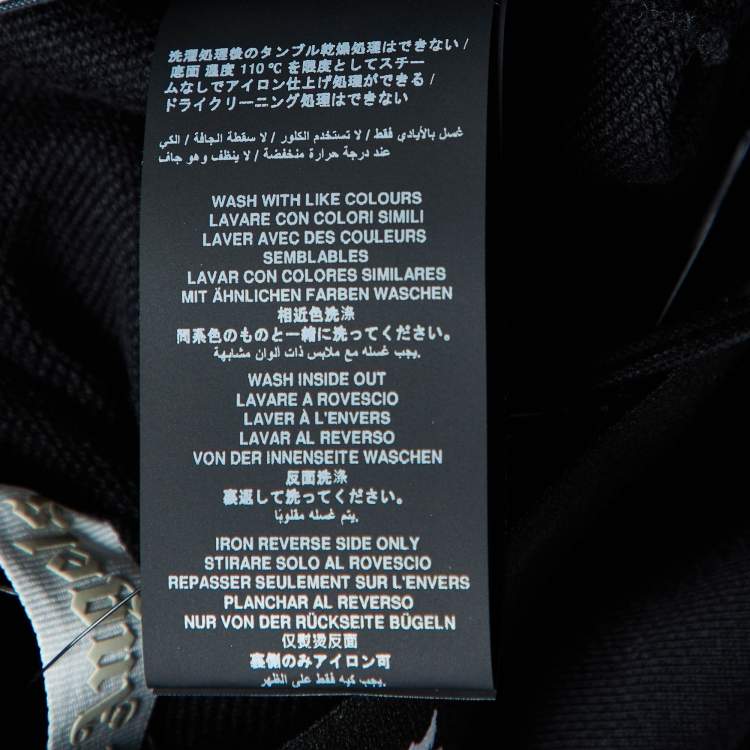 洗濯処理後のタンブル乾燥処理はできない /
底面 温度 110 ℃ を限度としてスチー
ムなしでアイロン仕上げ処理ができる /
ドライクリーニング処理はできない
غسل بالأيادي فقط / لا تستخدم الكلور / لا سقطة الجافة / الكي
عند درجة حرارة منخفضة / لا ينظف وهو جاف
WASH WITH LIKE COLOURS
LAVARE CON COLORI SIMILI
LAVER AVEC DES COULEURS
SEMBLABLES
LAVAR CON COLORES SIMILARES
MIT ÄHNLICHEN FARBEN WASCHEN
相近色洗涤
同系色のものと一緒に洗ってください。
يجب غسله مع ملابس ذات ألوان مشابهة.
WASH INSIDE OUT
LAVARE A ROVESCIO
LAVER À L'ENVERS
LAVAR AL REVERSO
VON DER INNENSEITE WASCHEN
反面洗涤
裏返して洗ってください。
يتم غسله مقلوبًا.
IRON REVERSE SIDE ONLY
STIRARE SOLO AL ROVESCIO
REPASSER SEULEMENT SUR L'ENVERS
PLANCHAR AL REVERSO
NUR VON DER RÜCKSEITE BÜGELN
仅熨烫反面
裏側のみアイロン可
يجب كيه فقط على الظهر.